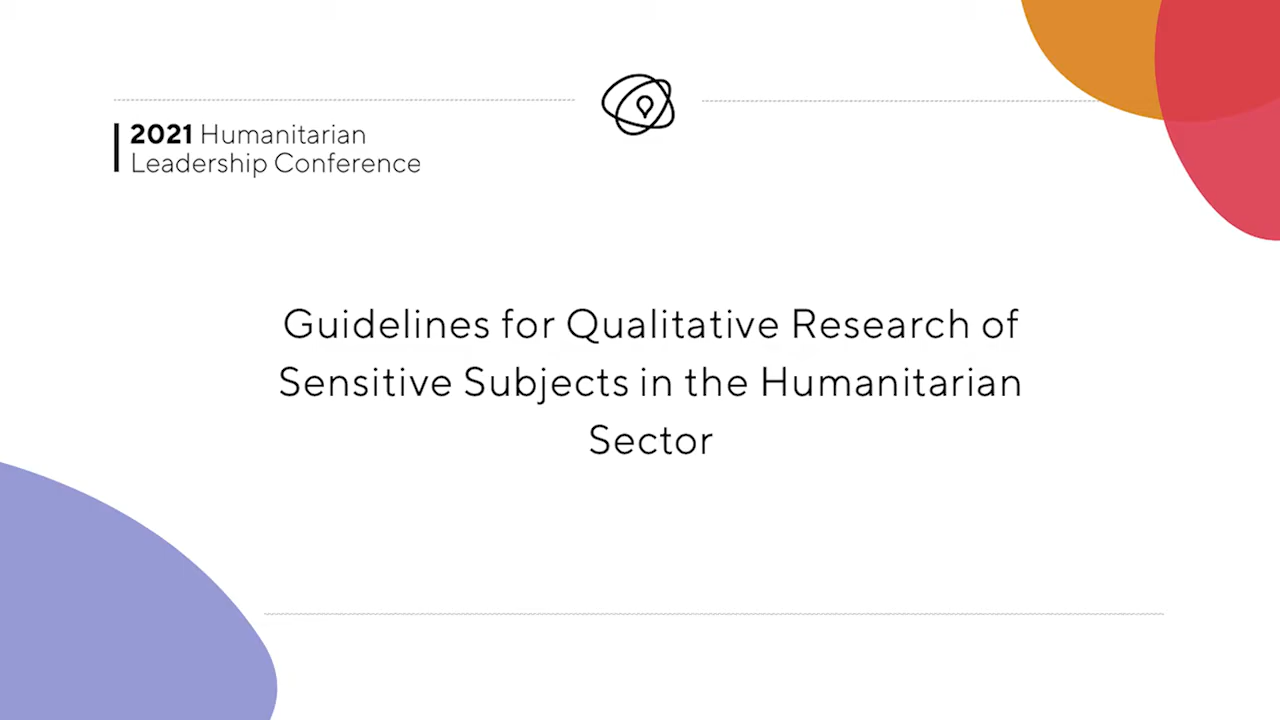 2021 Humanitarian
Leadership Conference
Guidelines for Qualitative Research of
Sensitive Subjects in the Humanitarian
Sector